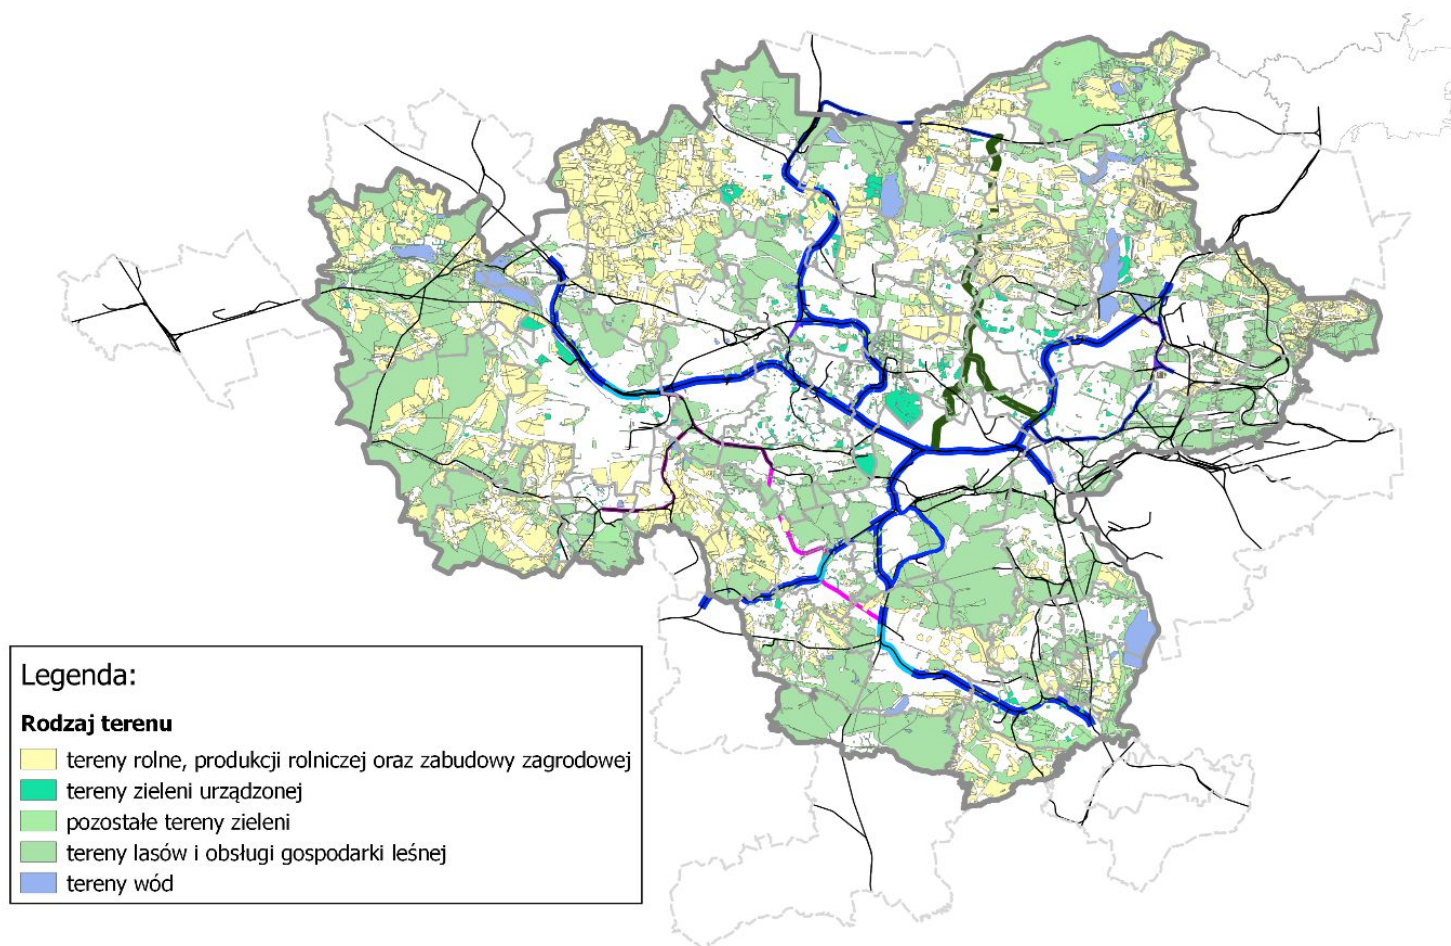 Legenda:
Rodzaj terenu
tereny rolne, produkcji rolniczej oraz zabudowy zagrodowej
tereny zieleni urządzonej
pozostałe tereny zieleni
tereny lasów i obsługi gospodarki leśnej
tereny wód